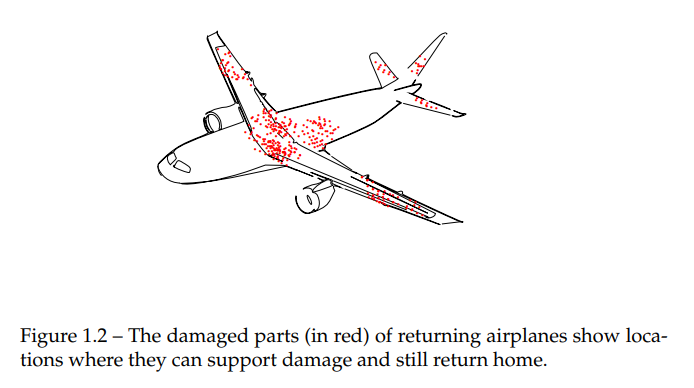 Figure 1.2 – The damaged parts (in red) of returning airplanes show loca-
tions where they can support damage and still return home.